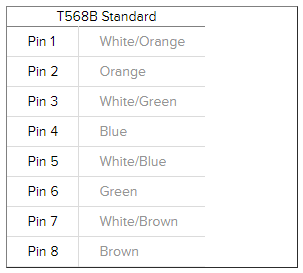 T568B Standard
Pin 1 White/Orange
Pin 2 Orange
Pin 3 White/Green
Pin 4 Blue
Pin 5 White/Blue
Pin 6 Green
Pin 7 White/Brown
Pin 8 Brown